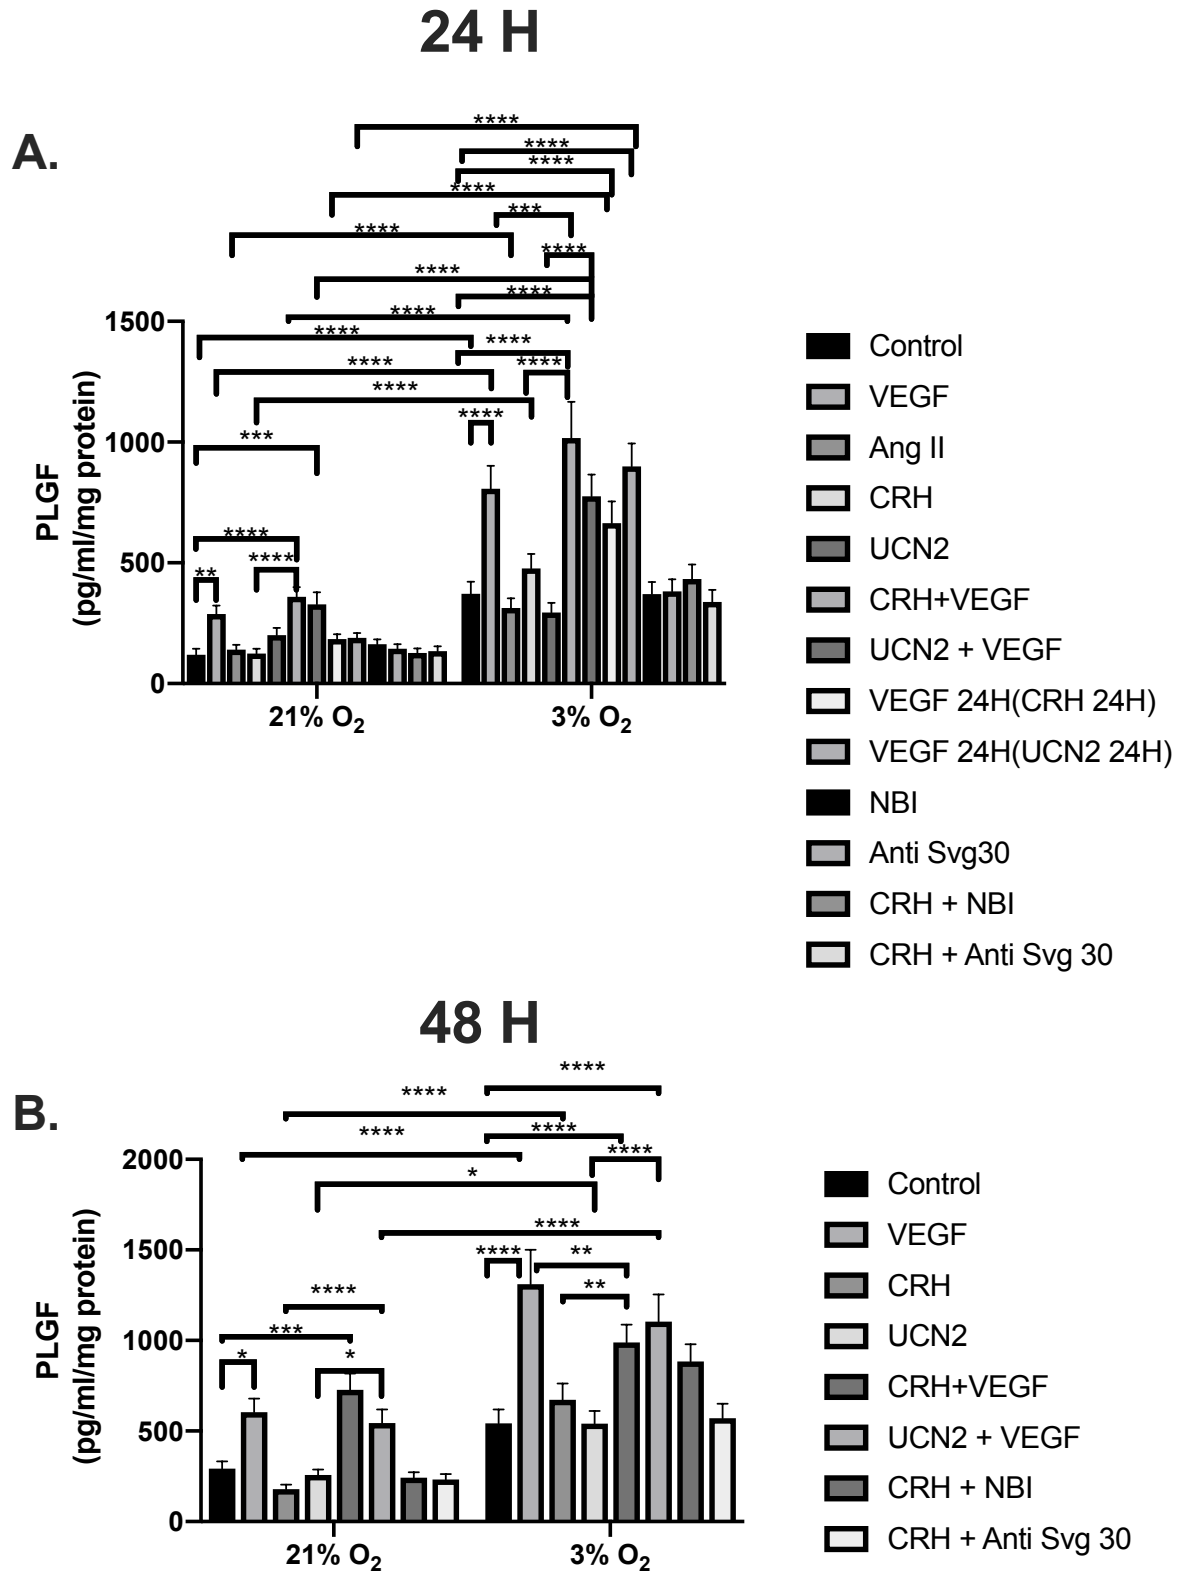 24 H
A.
****
****
****
****
***
****
****
****
****
****
****
****
****
****
****
****
***
****
****
**
1500
1000
500
0
PLGF
(pg/ml/mg protein)
21% O2
3% O2
Control
VEGF
Ang II
CRH
UCN2
CRH+VEGF
UCN2 + VEGF
VEGF 24H(CRH 24H)
VEGF 24H(UCN2 24H)
NBI
Anti Svg30
CRH + NBI
CRH + Anti Svg 30
48 H
B.
****
****
****
****
****
*
****
****
**
**
****
***
*
*
2000
1500
1000
500
0
PLGF
(pg/ml/mg protein)
21% O2
3% O2
Control
VEGF
CRH
UCN2
CRH+VEGF
UCN2 + VEGF
CRH + NBI
CRH + Anti Svg 30